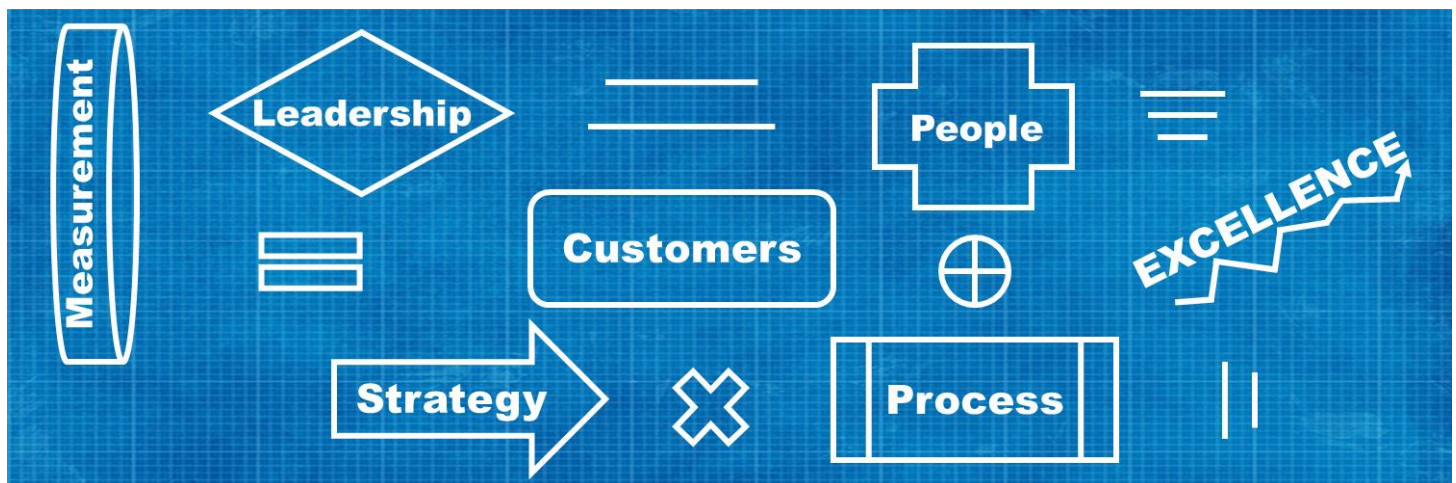 Measurement
Leadership
People
EXCELLENCE
Customers
Strategy
Process